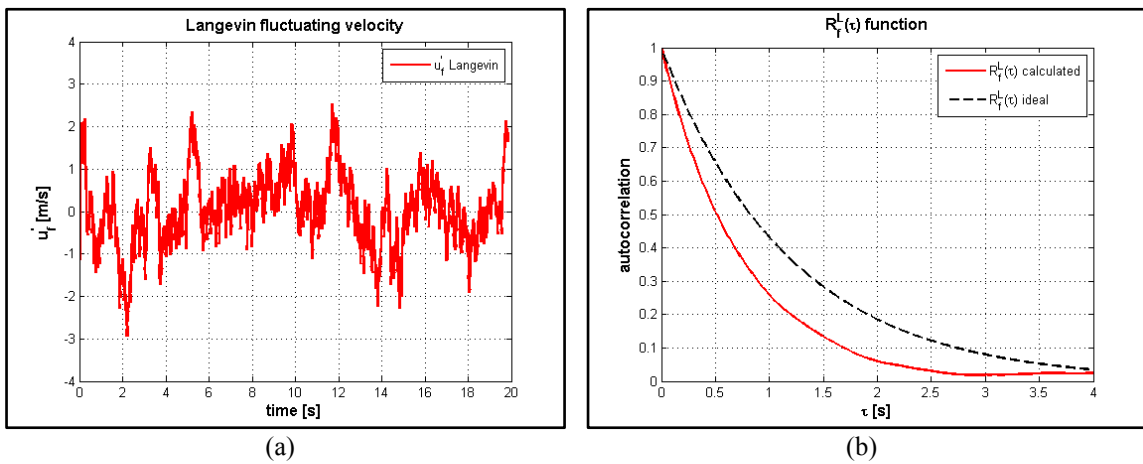 Langevin fluctuating velocity
4
3
2
1
0
-1
-2
-3
-4
u'f [m/s]
u'f Langevin
0 2 4 6 8 10 12 14 16 18 20
time [s]
(a)
R_f^L(τ) function
1
0.9
0.8
0.7
0.6
0.5
0.4
0.3
0.2
0.1
0
autocorrelation
R_f^L(τ) calculated
R_f^L(τ) ideal
0 0.5 1 1.5 2 2.5 3 3.5 4
τ [s]
(b)